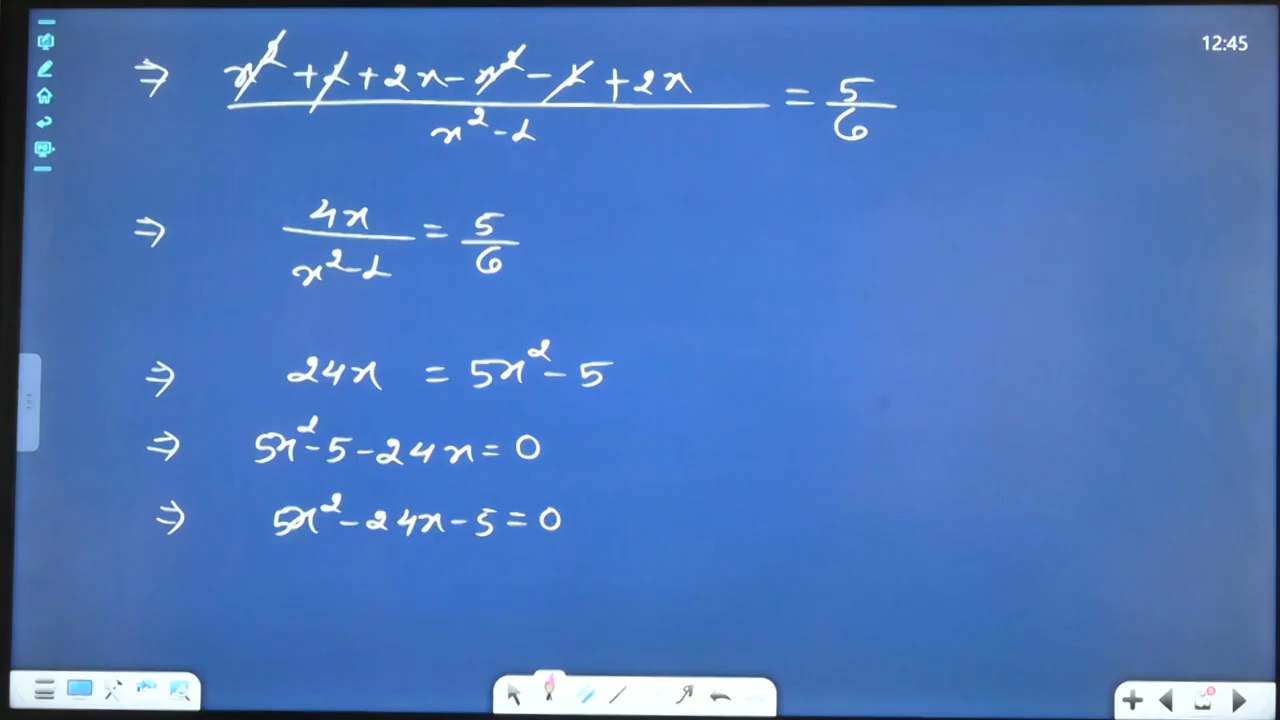 12:45
⇒ (x² + 1 + 2x - x² - 1 + 2x) / (x² - 1) = 5/6
⇒ 4x / (x² - 1) = 5/6
⇒ 24x = 5x² - 5
⇒ 5x² - 5 - 24x = 0
⇒ 5x² - 24x - 5 = 0